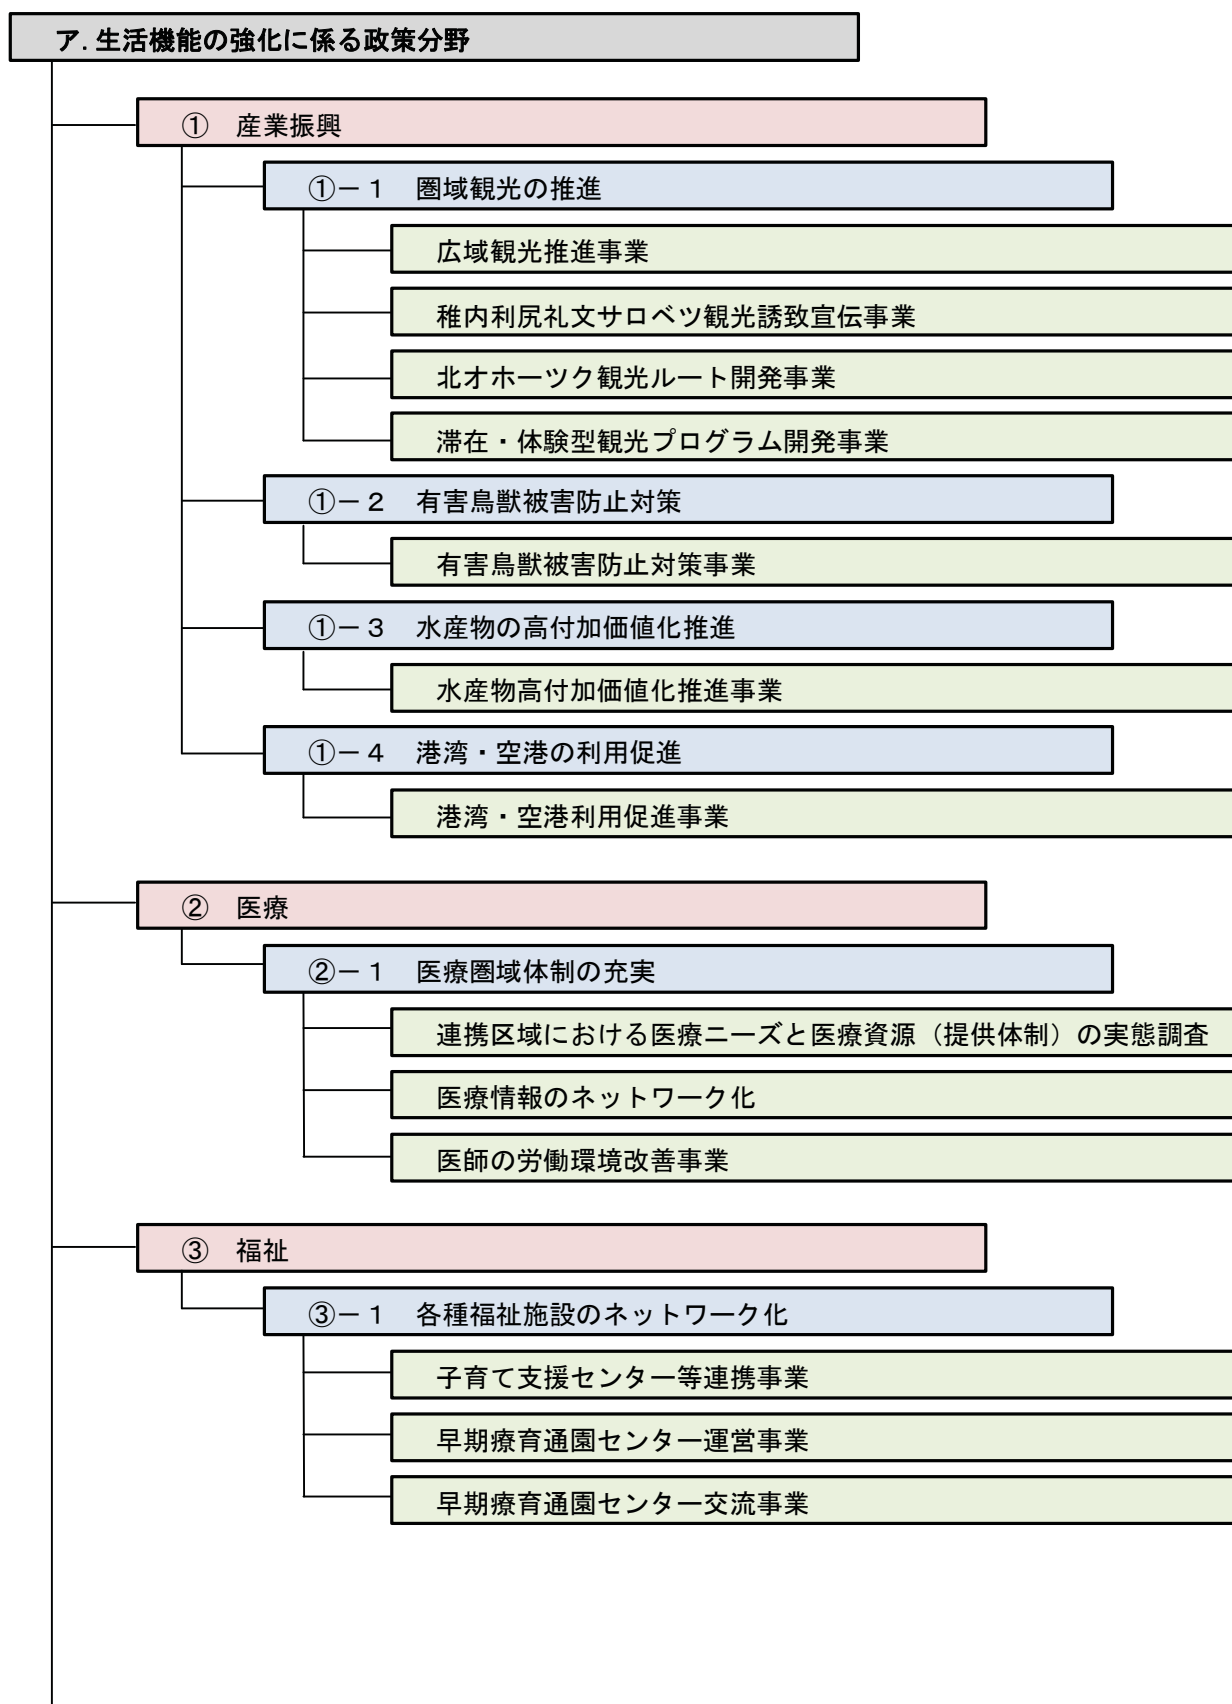 ア. 生活機能の強化に係る政策分野
① 産業振興
①－１ 圏域観光の推進
広域観光推進事業
稚内利尻礼文サロベツ観光誘致宣伝事業
北オホーツク観光ルート開発事業
滞在・体験型観光プログラム開発事業
①－２ 有害鳥獣被害防止対策
有害鳥獣被害防止対策事業
①－３ 水産物の高付加価値化推進
水産物高付加価値化推進事業
①－４ 港湾・空港の利用促進
港湾・空港利用促進事業
② 医療
②－１ 医療圏域体制の充実
連携区域における医療ニーズと医療資源（提供体制）の実態調査
医療情報のネットワーク化
医師の労働環境改善事業
③ 福祉
③－１ 各種福祉施設のネットワーク化
子育て支援センター等連携事業
早期療育通園センター運営事業
早期療育通園センター交流事業